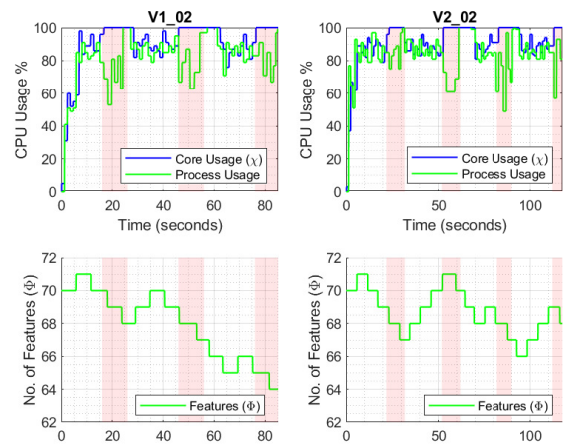 V1_02
V2_02
CPU Usage %
100
80
60
40
20
0
Core Usage (χ)
Process Usage
0 20 40 60 80
Time (seconds)
CPU Usage %
100
80
60
40
20
0
Core Usage (χ)
Process Usage
0 50 100
Time (seconds)
No. of Features (Φ)
72
70
68
66
64
62
Features (Φ)
0 20 40 60 80
No. of Features (Φ)
72
70
68
66
64
62
Features (Φ)
0 50 100